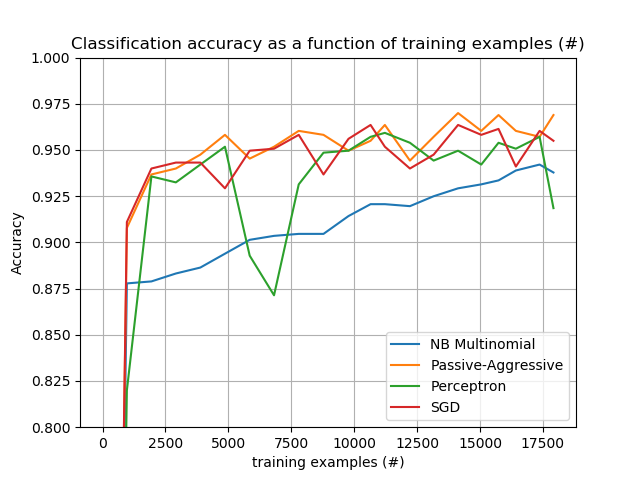 Classification accuracy as a function of training examples (#)
1.000
0.975
0.950
0.925
0.900
0.875
0.850
0.825
0.800
Accuracy
NB Multinomial
Passive-Aggressive
Perceptron
SGD
0 2500 5000 7500 10000 12500 15000 17500
training examples (#)